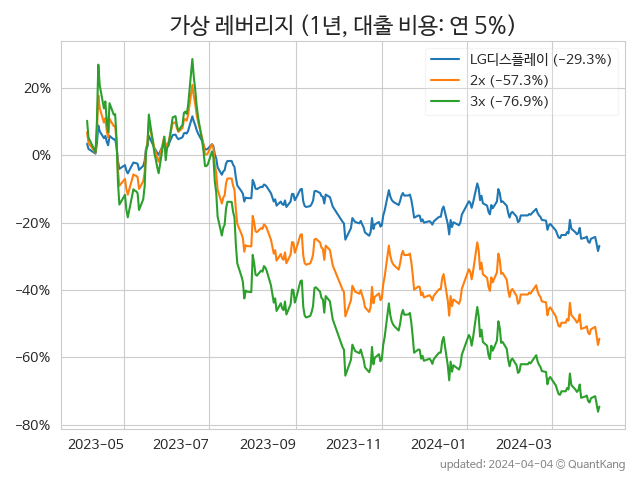 가상 레버리지 (1년, 대출 비용: 연 5%)
LG디스플레이 (−29.3%)
2x (−57.3%)
3x (−76.9%)
20%
0%
−20%
−40%
−60%
−80%
2023-05 2023-07 2023-09 2023-11 2024-01 2024-03
updated: 2024-04-04 © QuantKang